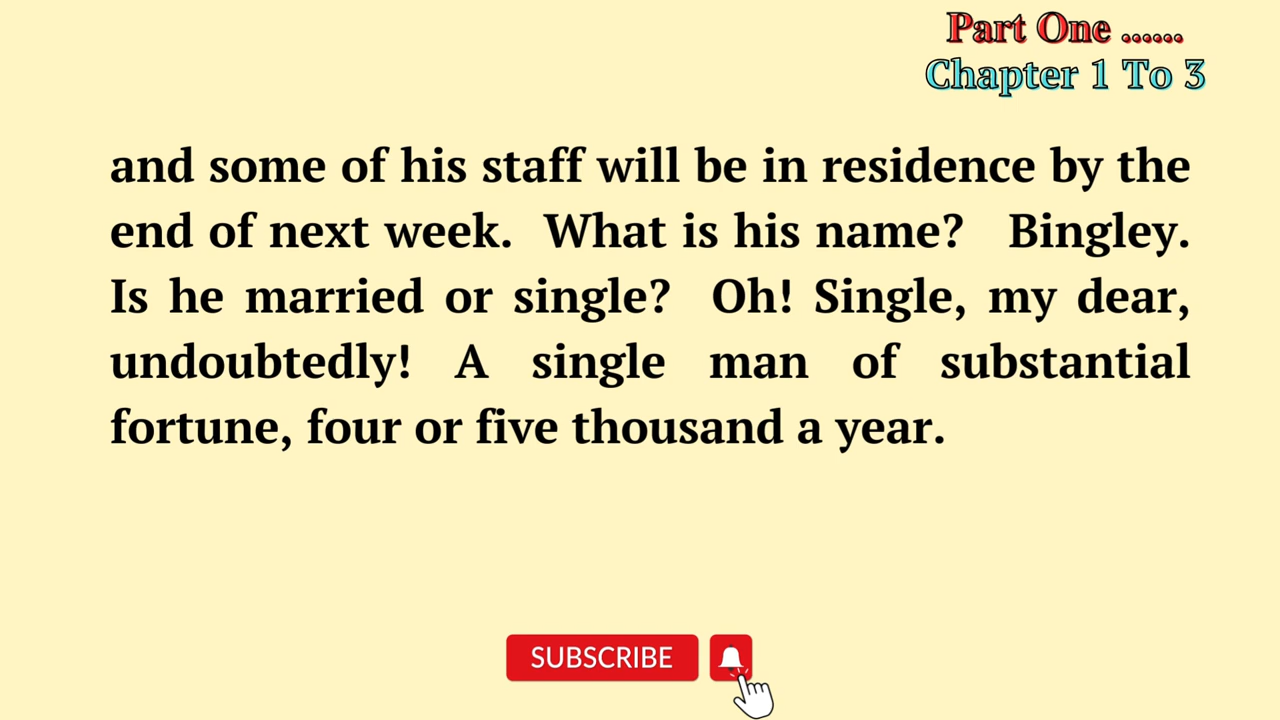 Part One ......
Chapter 1 To 3
and some of his staff will be in residence by the
end of next week.  What is his name?   Bingley.
Is he married or single?  Oh! Single, my dear,
undoubtedly! A single man of substantial
fortune, four or five thousand a year.
SUBSCRIBE